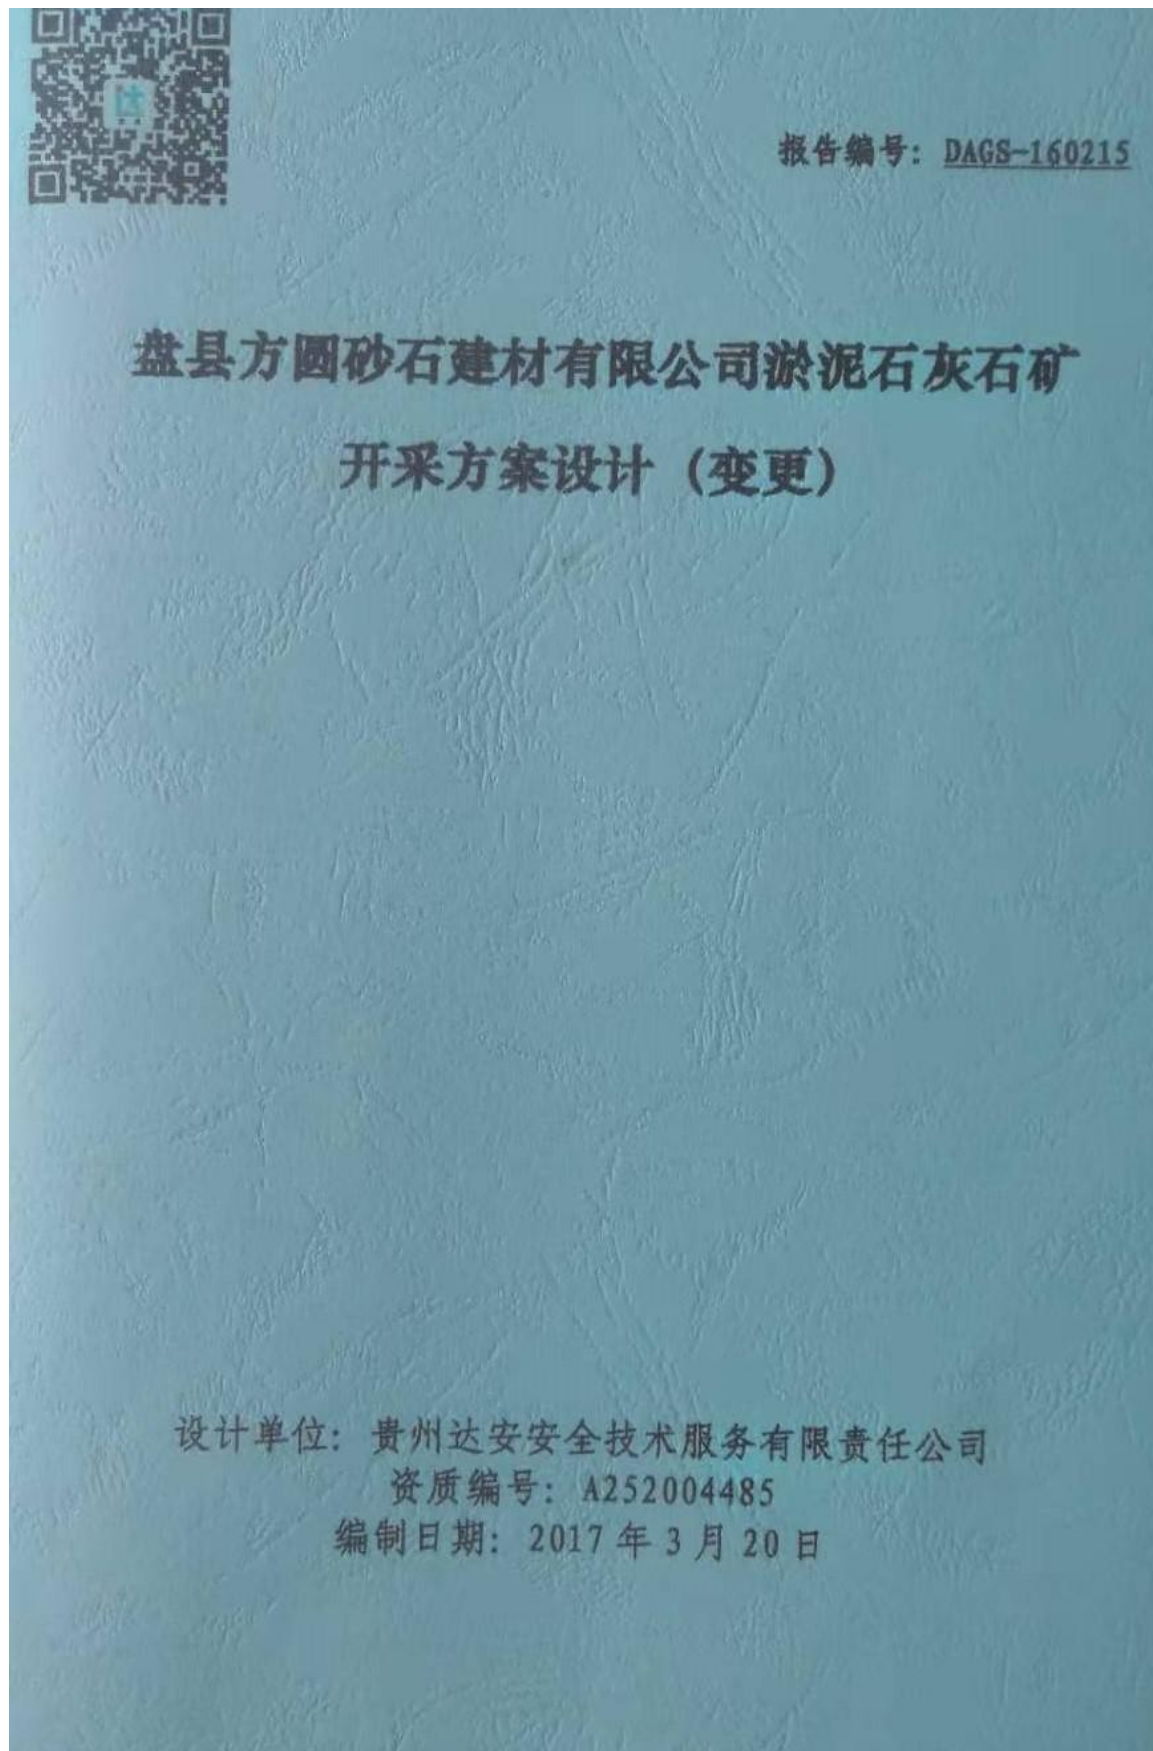 报告编号：DAGS-160215
盘县方圆砂石建材有限公司淤泥石灰石矿
开采方案设计（变更）
设计单位：贵州达安安全技术服务有限责任公司
资质编号：A252004485
编制日期：2017年3月20日